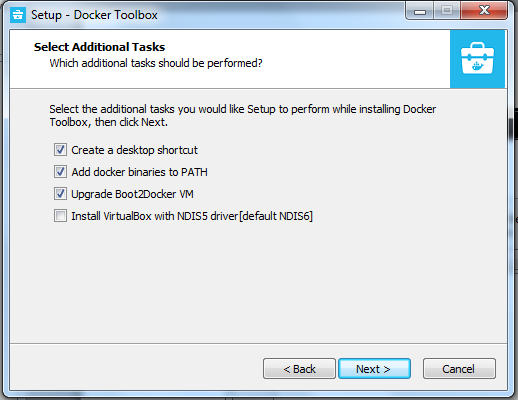 Setup - Docker Toolbox
Select Additional Tasks
Which additional tasks should be performed?
Select the additional tasks you would like Setup to perform while installing Docker
Toolbox, then click Next.
Create a desktop shortcut
Add docker binaries to PATH
Upgrade Boot2Docker VM
Install VirtualBox with NDIS5 driver[default NDIS6]
< Back
Next >
Cancel